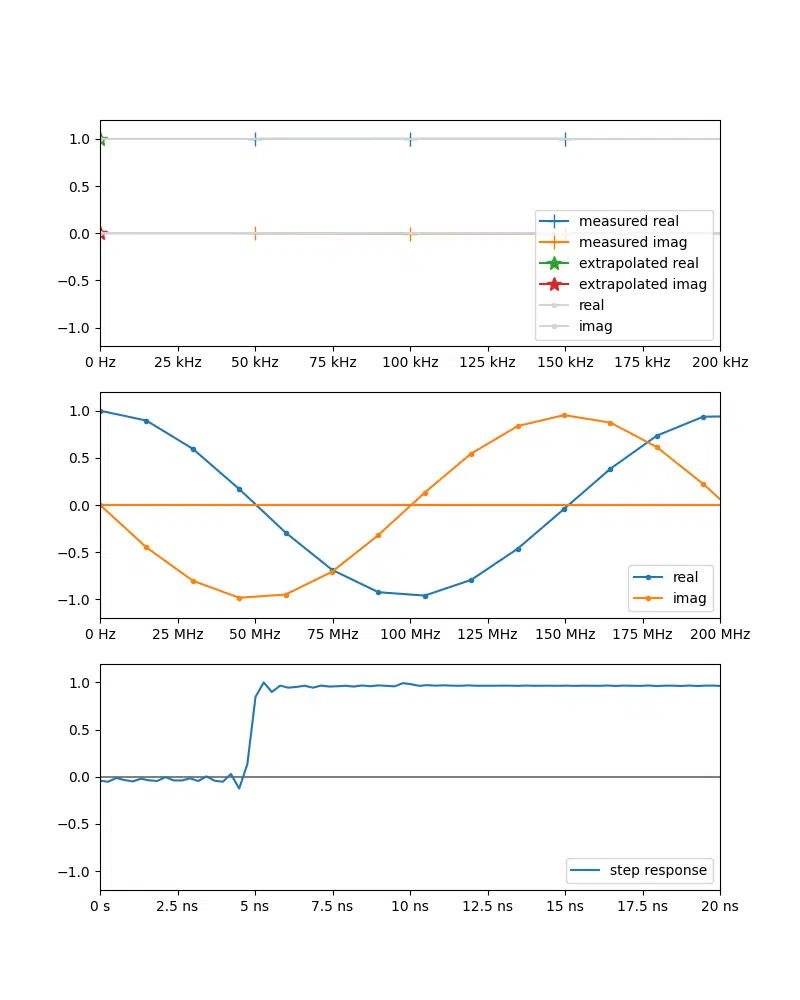 1.0
0.5
0.0
−0.5
−1.0
measured real
measured imag
extrapolated real
extrapolated imag
real
imag
0 Hz 25 kHz 50 kHz 75 kHz 100 kHz 125 kHz 150 kHz 175 kHz 200 kHz
1.0
0.5
0.0
−0.5
−1.0
real
imag
0 Hz 25 MHz 50 MHz 75 MHz 100 MHz 125 MHz 150 MHz 175 MHz 200 MHz
1.0
0.5
0.0
−0.5
−1.0
step response
0 s 2.5 ns 5 ns 7.5 ns 10 ns 12.5 ns 15 ns 17.5 ns 20 ns